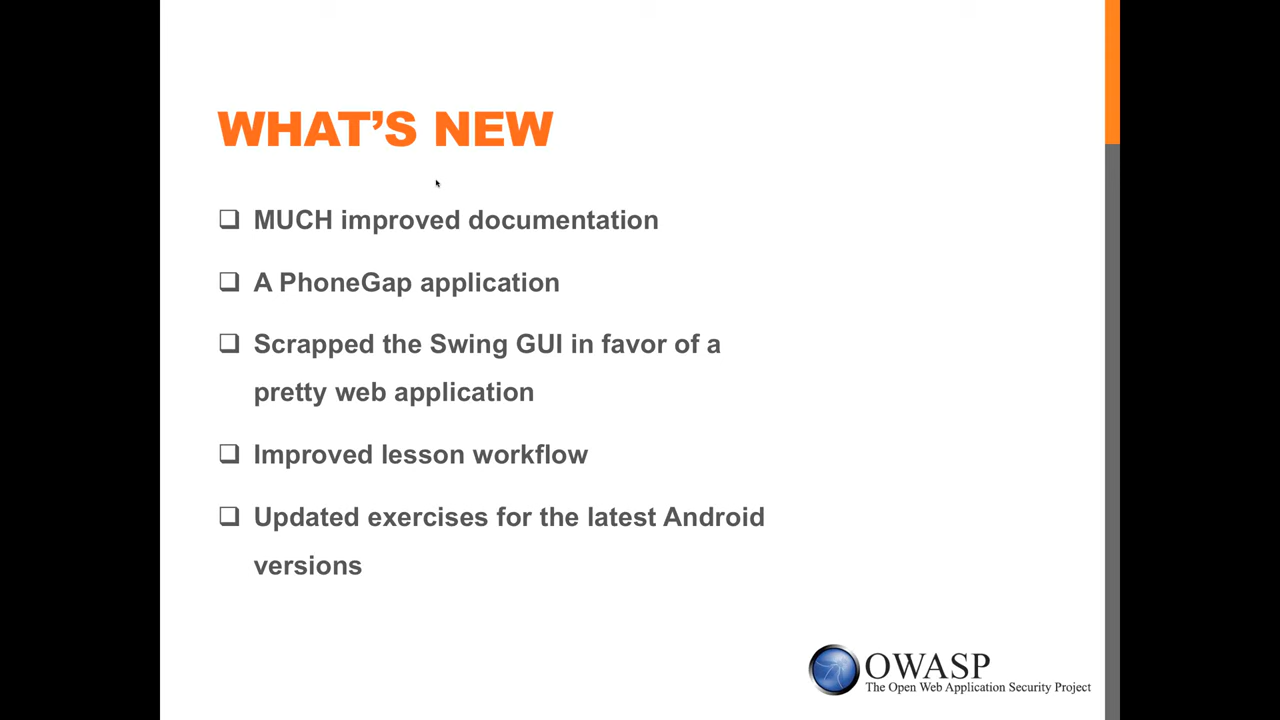 WHAT’S NEW
❑ MUCH improved documentation
❑ A PhoneGap application
❑ Scrapped the Swing GUI in favor of a
pretty web application
❑ Improved lesson workflow
❑ Updated exercises for the latest Android
versions
OWASP
The Open Web Application Security Project